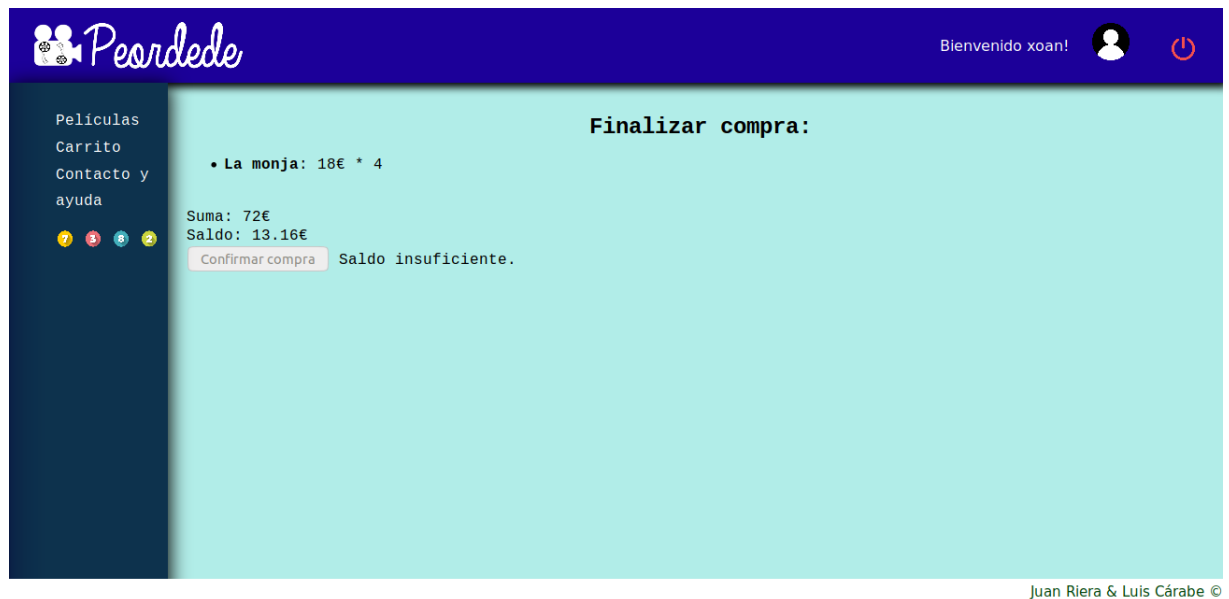 Peordede
Bienvenido xoan!
Películas
Carrito
Contacto y
ayuda
7 3 8 2
Finalizar compra:
• La monja: 18€ * 4
Suma: 72€
Saldo: 13.16€
Confirmar compra Saldo insuficiente.
Juan Riera & Luis Cárabe ©